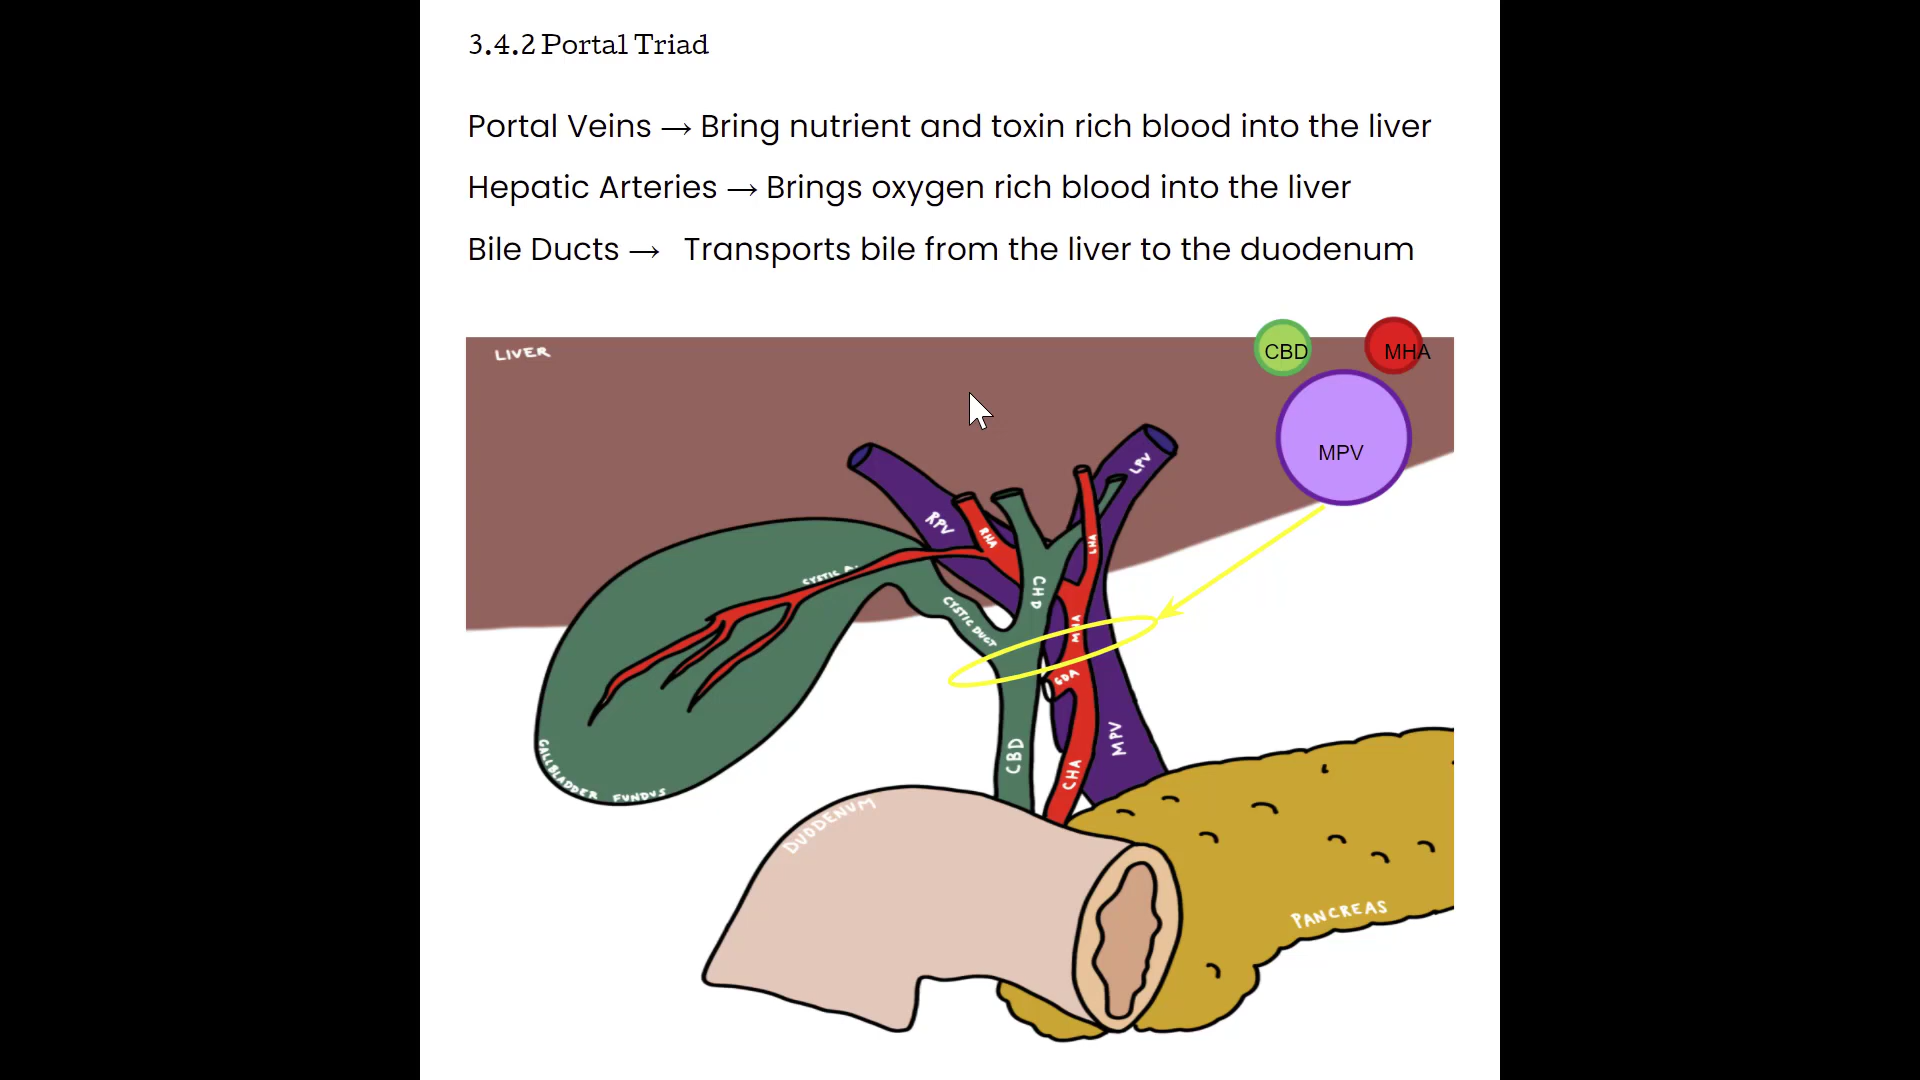 3.4.2 Portal Triad
Portal Veins → Bring nutrient and toxin rich blood into the liver
Hepatic Arteries → Brings oxygen rich blood into the liver
Bile Ducts → Transports bile from the liver to the duodenum
LIVER
CBD
MHA
MPV
LPV
RPV
RHA
LHA
CHD
CYSTIC
CYSTIC DUCT
MHA
GDA
MPV
CBD
CHA
GALLBLADDER FUNDUS
DUODENUM
PANCREAS